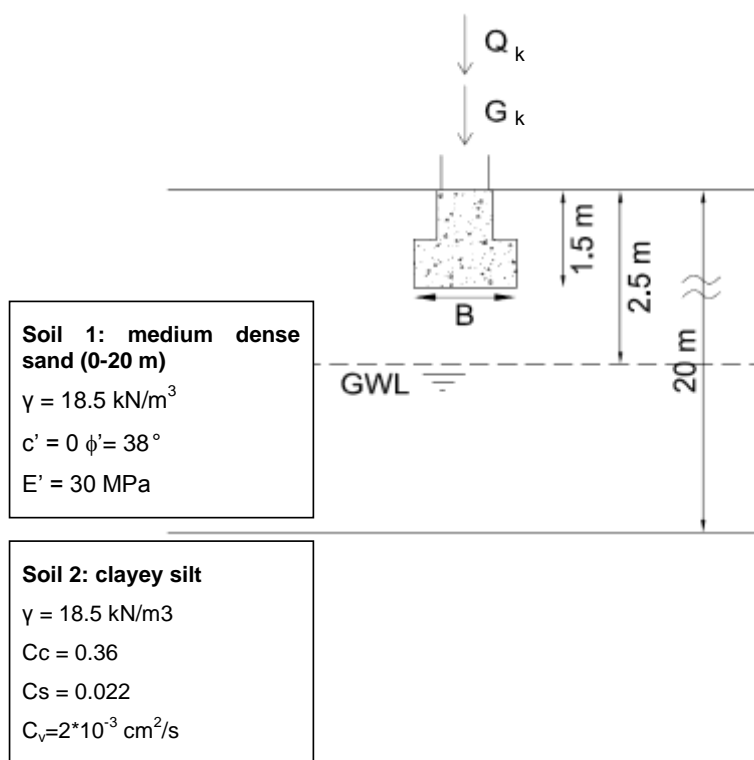 Q k
G k
1.5 m
2.5 m
20 m
B
GWL
Soil 1: medium dense
sand (0-20 m)
γ = 18.5 kN/m³
c' = 0 ϕ'= 38°
E' = 30 MPa
Soil 2: clayey silt
γ = 18.5 kN/m3
Cc = 0.36
Cs = 0.022
Cᵥ=2*10⁻³ cm²/s